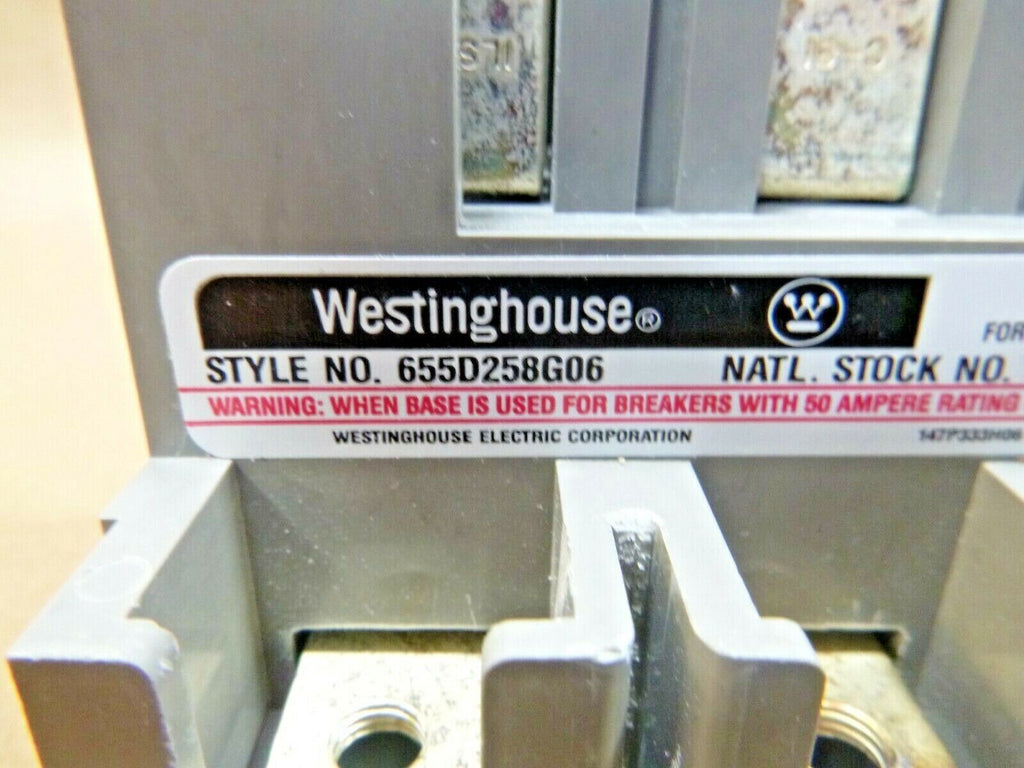 Westinghouse®
FOR
STYLE NO. 655D258G06 NATL. STOCK NO.
WARNING: WHEN BASE IS USED FOR BREAKERS WITH 50 AMPERE RATING
WESTINGHOUSE ELECTRIC CORPORATION 147P333H06